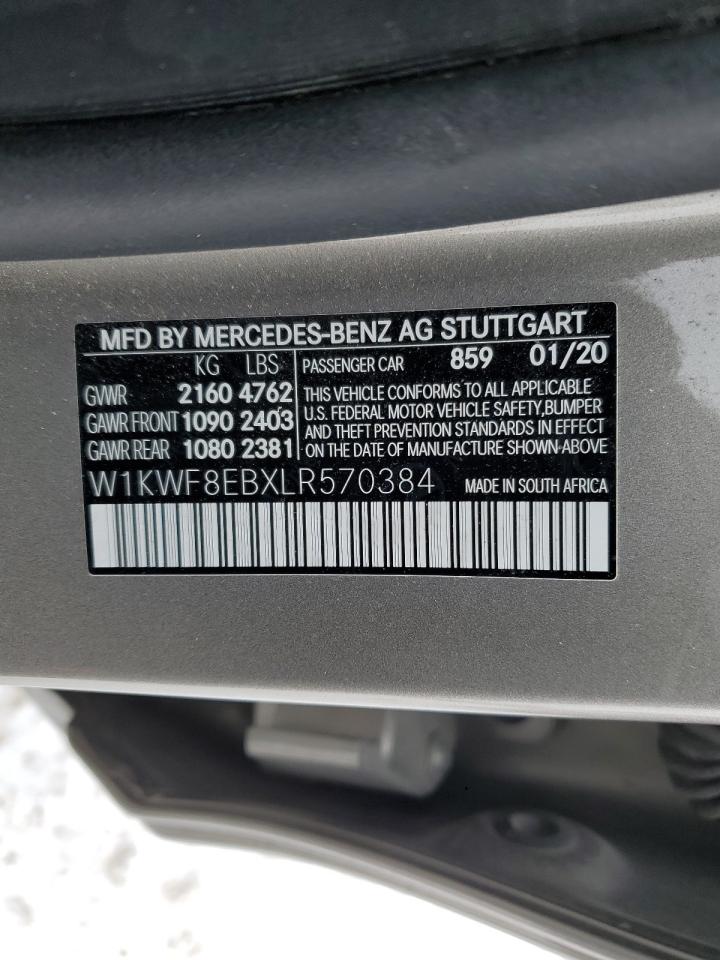 MFD BY MERCEDES-BENZ AG STUTTGART
KG LBS PASSENGER CAR 859 01/20
GVWR 2160 4762 THIS VEHICLE CONFORMS TO ALL APPLICABLE
GAWR FRONT 1090 2403 U.S. FEDERAL MOTOR VEHICLE SAFETY,BUMPER
AND THEFT PREVENTION STANDARDS IN EFFECT
GAWR REAR 1080 2381 ON THE DATE OF MANUFACTURE SHOWN-ABOVE
W1KWF8EBXLR570384 MADE IN SOUTH AFRICA